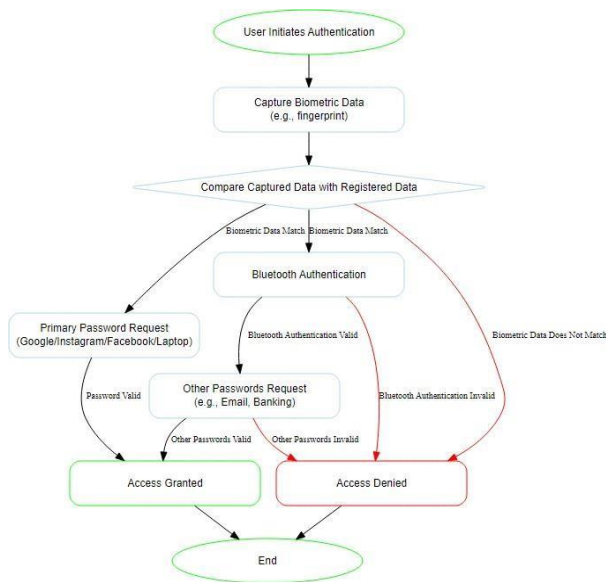 User Initiates Authentication
Capture Biometric Data
(e.g., fingerprint)
Compare Captured Data with Registered Data
Biometric Data Match
Biometric Data Match
Bluetooth Authentication
Primary Password Request
(Google/Instagram/Facebook/Laptop)
Bluetooth Authentication Valid
Biometric Data Does Not Match
Other Passwords Request
(e.g., Email, Banking)
Password Valid
Bluetooth Authentication Invalid
Other Passwords Valid
Other Passwords Invalid
Access Granted
Access Denied
End